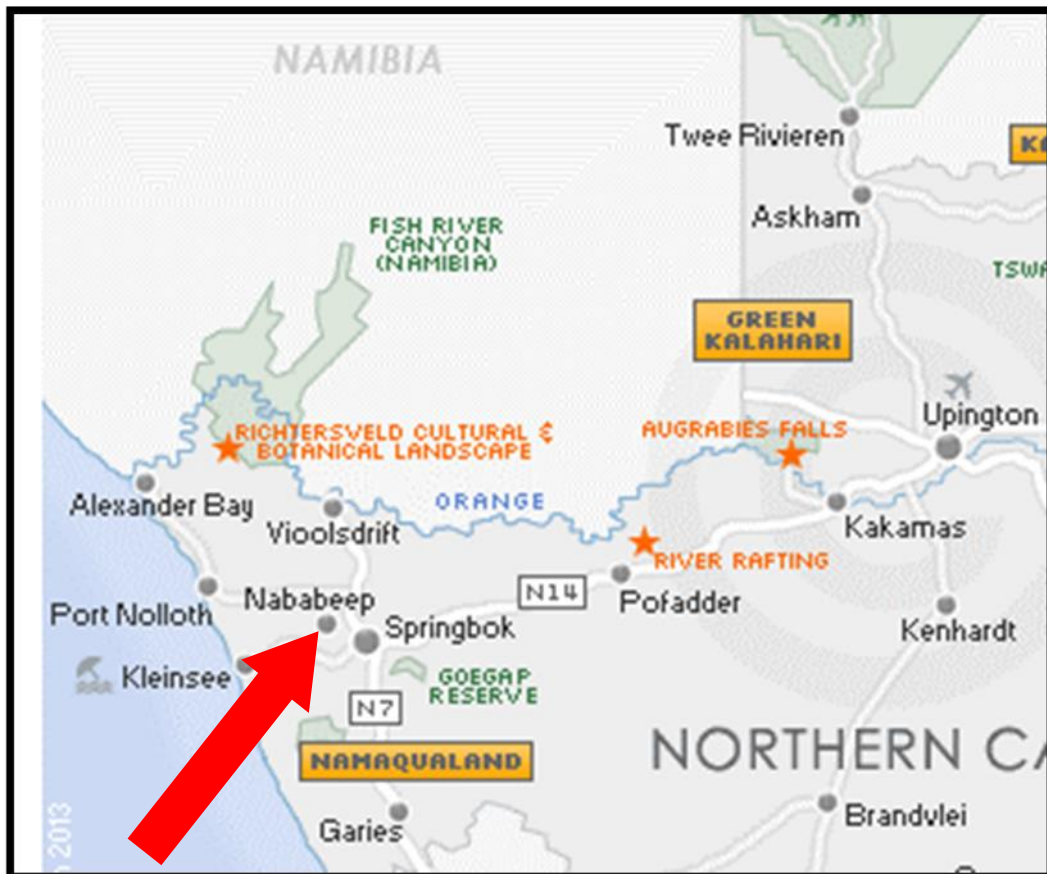 NAMIBIA
Twee Rivieren
Askham
FISH RIVER
CANYON
(NAMIBIA)
GREEN
KALAHARI
Upington
RICHTERSVELD CULTURAL &
BOTANICAL LANDSCAPE
AUGRABIES FALLS
Alexander Bay
ORANGE
Vioolsdrift
Kakamas
RIVER RAFTING
N14
Pofadder
Port Nolloth
Nababeep
Springbok
Kenhardt
Kleinsee
GOEGAP
RESERVE
N7
NORTHERN CA
NAMAQUALAND
Brandvlei
Garies
2013